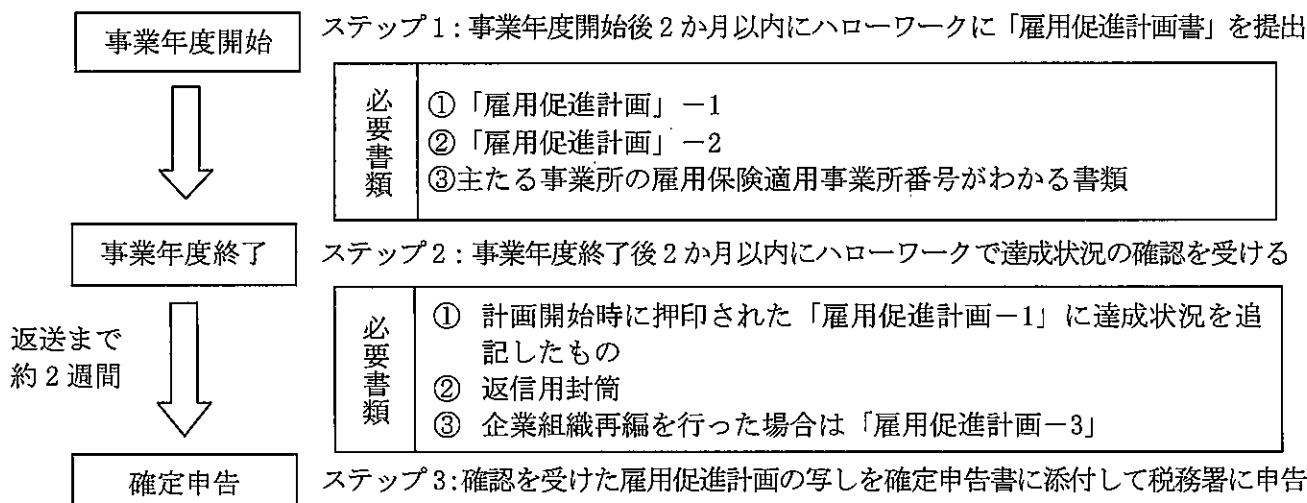 事業年度開始
ステップ1:事業年度開始後2か月以内にハローワークに「雇用促進計画書」を提出
必要書類
①「雇用促進計画」-1
②「雇用促進計画」-2
③主たる事業所の雇用保険適用事業所番号がわかる書類
事業年度終了
ステップ2:事業年度終了後2か月以内にハローワークで達成状況の確認を受ける
返送まで
約2週間
必要書類
① 計画開始時に押印された「雇用促進計画-1」に達成状況を追
記したもの
② 返信用封筒
③ 企業組織再編を行った場合は「雇用促進計画-3」
確定申告
ステップ3:確認を受けた雇用促進計画の写しを確定申告書に添付して税務署に申告